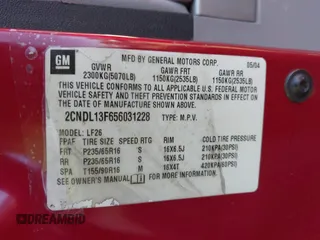 GM
MFD BY GENERAL MOTORS CORP. 05/04
GVWR GAWR FRT GAWR RR
2300KG(5070LB) 1150KG(2535LB) 1150KG(2535LB)
THIS VEHICLE CONFORMS TO ALL APPLICABLE U.S. FEDERAL MOTOR
VEHICLE SAFETY AND THEFT PREVENTION STANDARDS IN EFFECT ON
THE DATE OF MANUFACTURE SHOWN ABOVE.
2CNDL13F656031228 TYPE: M.P.V.
MODEL: LF26
FPAF TIRE SIZE SPEED RTG RIM COLD TIRE PRESSURE
FRT P235/65R16 S 16X6.5J 210KPA(30PSI)
RR P235/65R16 S 16X6.5J 210KPA(30PSI)
SPA T155/90R16 M 16X4T 420KPA(60PSI)
SEE OWNER'S MANUAL FOR MORE INFORMATION.
DREAMBID